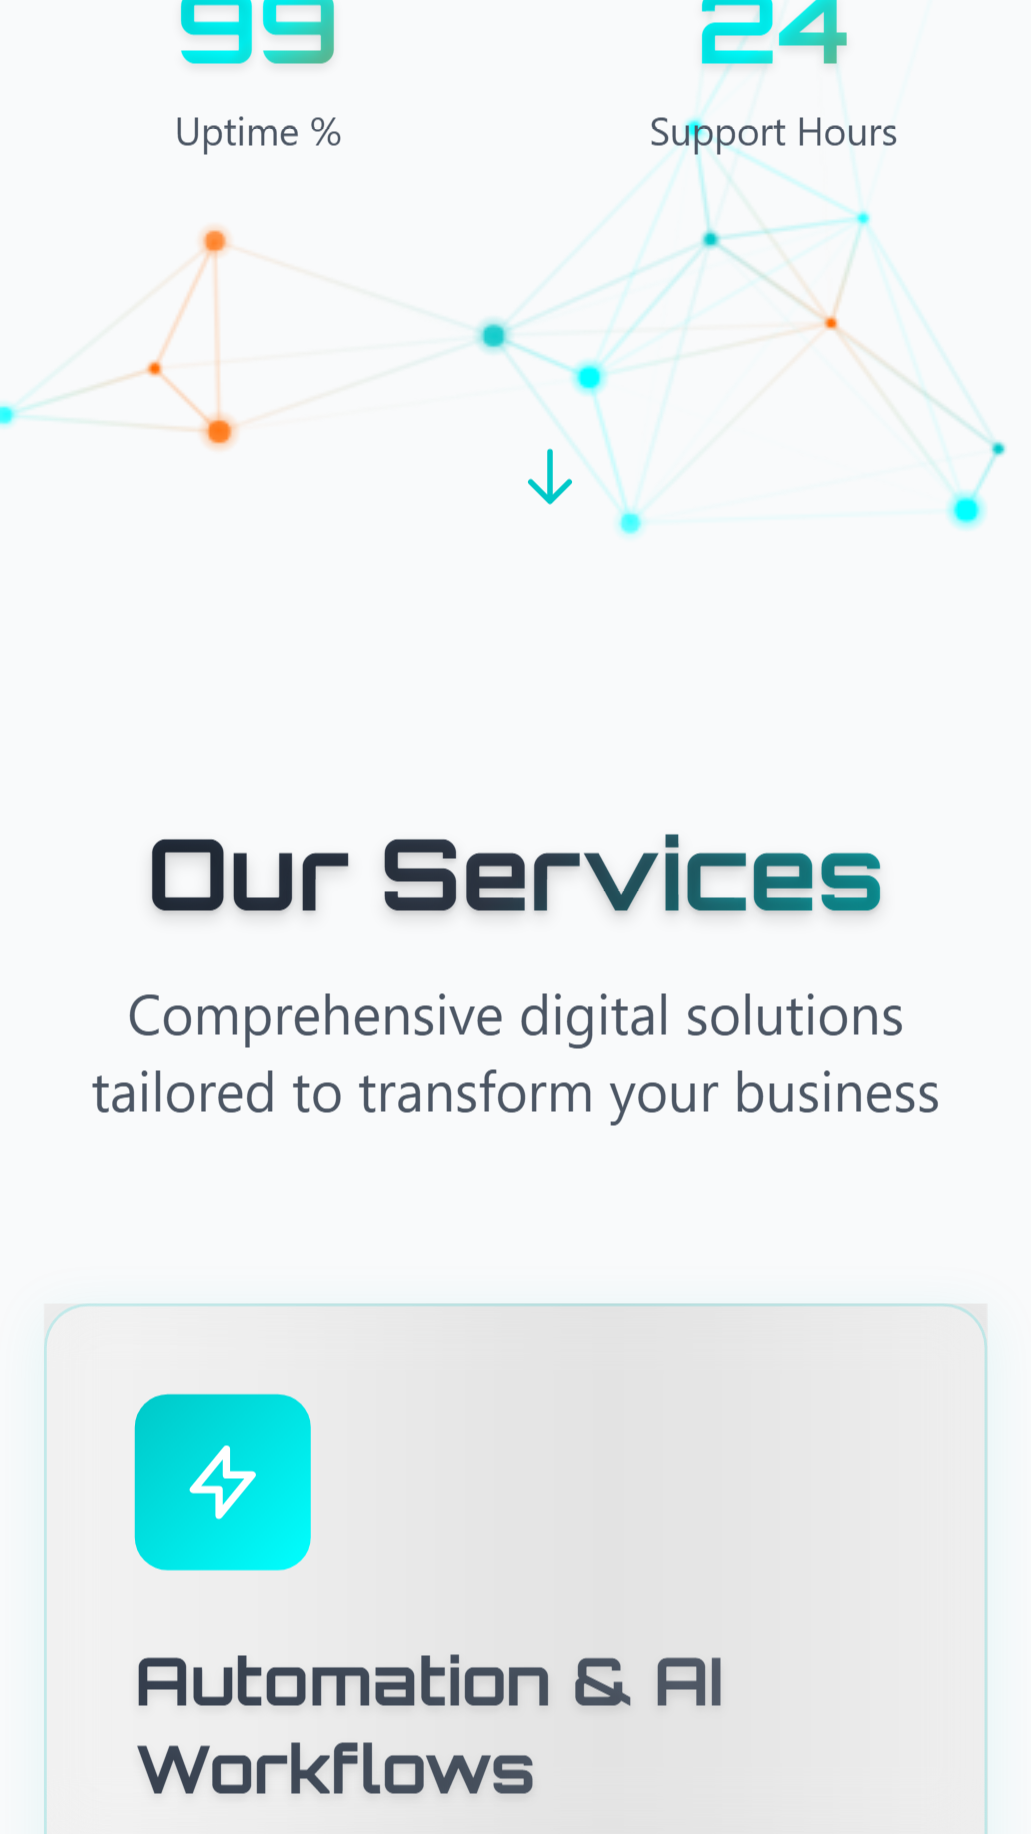 99 24
Uptime % Support Hours
Our Services
Comprehensive digital solutions
tailored to transform your business
Automation & AI
Workflows